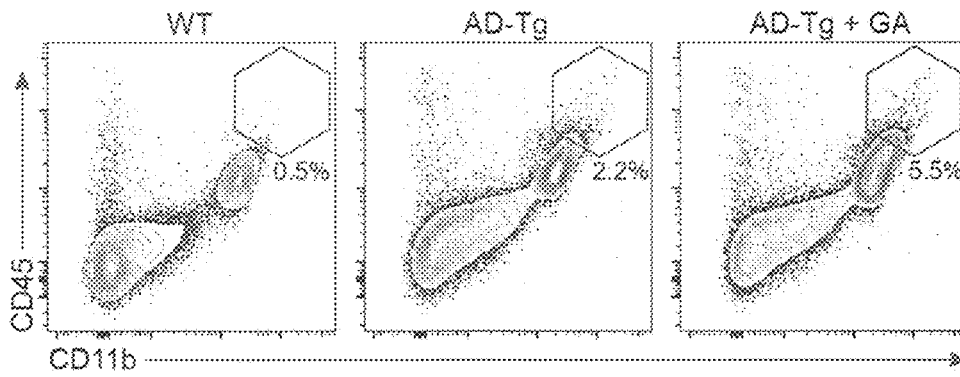 WT
AD-Tg
AD-Tg + GA
CD45
0.5%
2.2%
5.5%
CD11b